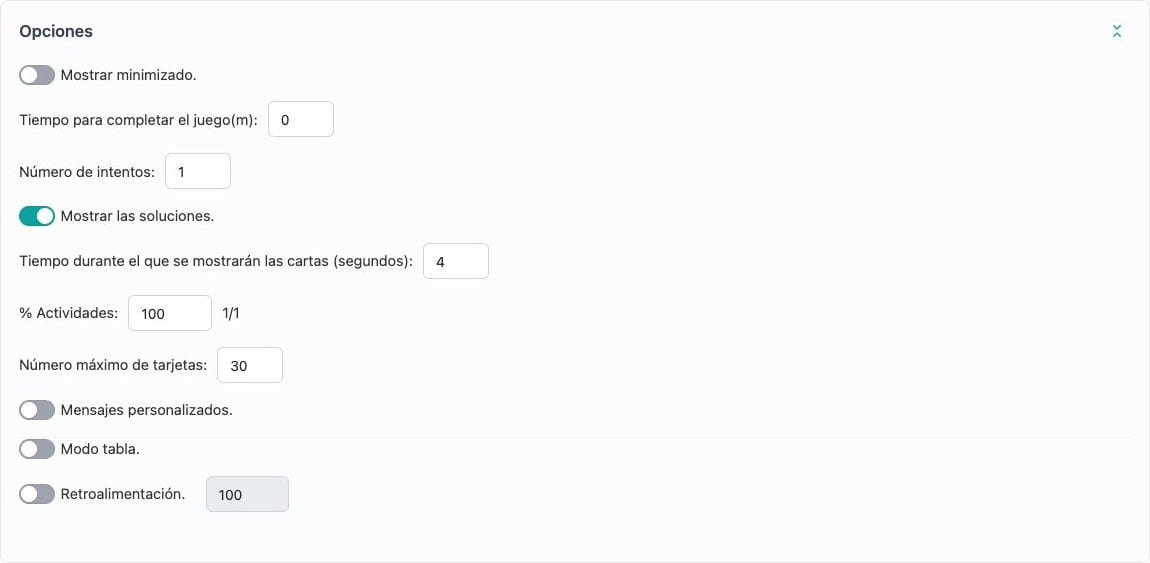 Opciones
Mostrar minimizado.
Tiempo para completar el juego(m): 0
Número de intentos: 1
Mostrar las soluciones.
Tiempo durante el que se mostrarán las cartas (segundos): 4
% Actividades: 100 1/1
Número máximo de tarjetas: 30
Mensajes personalizados.
Modo tabla.
Retroalimentación. 100